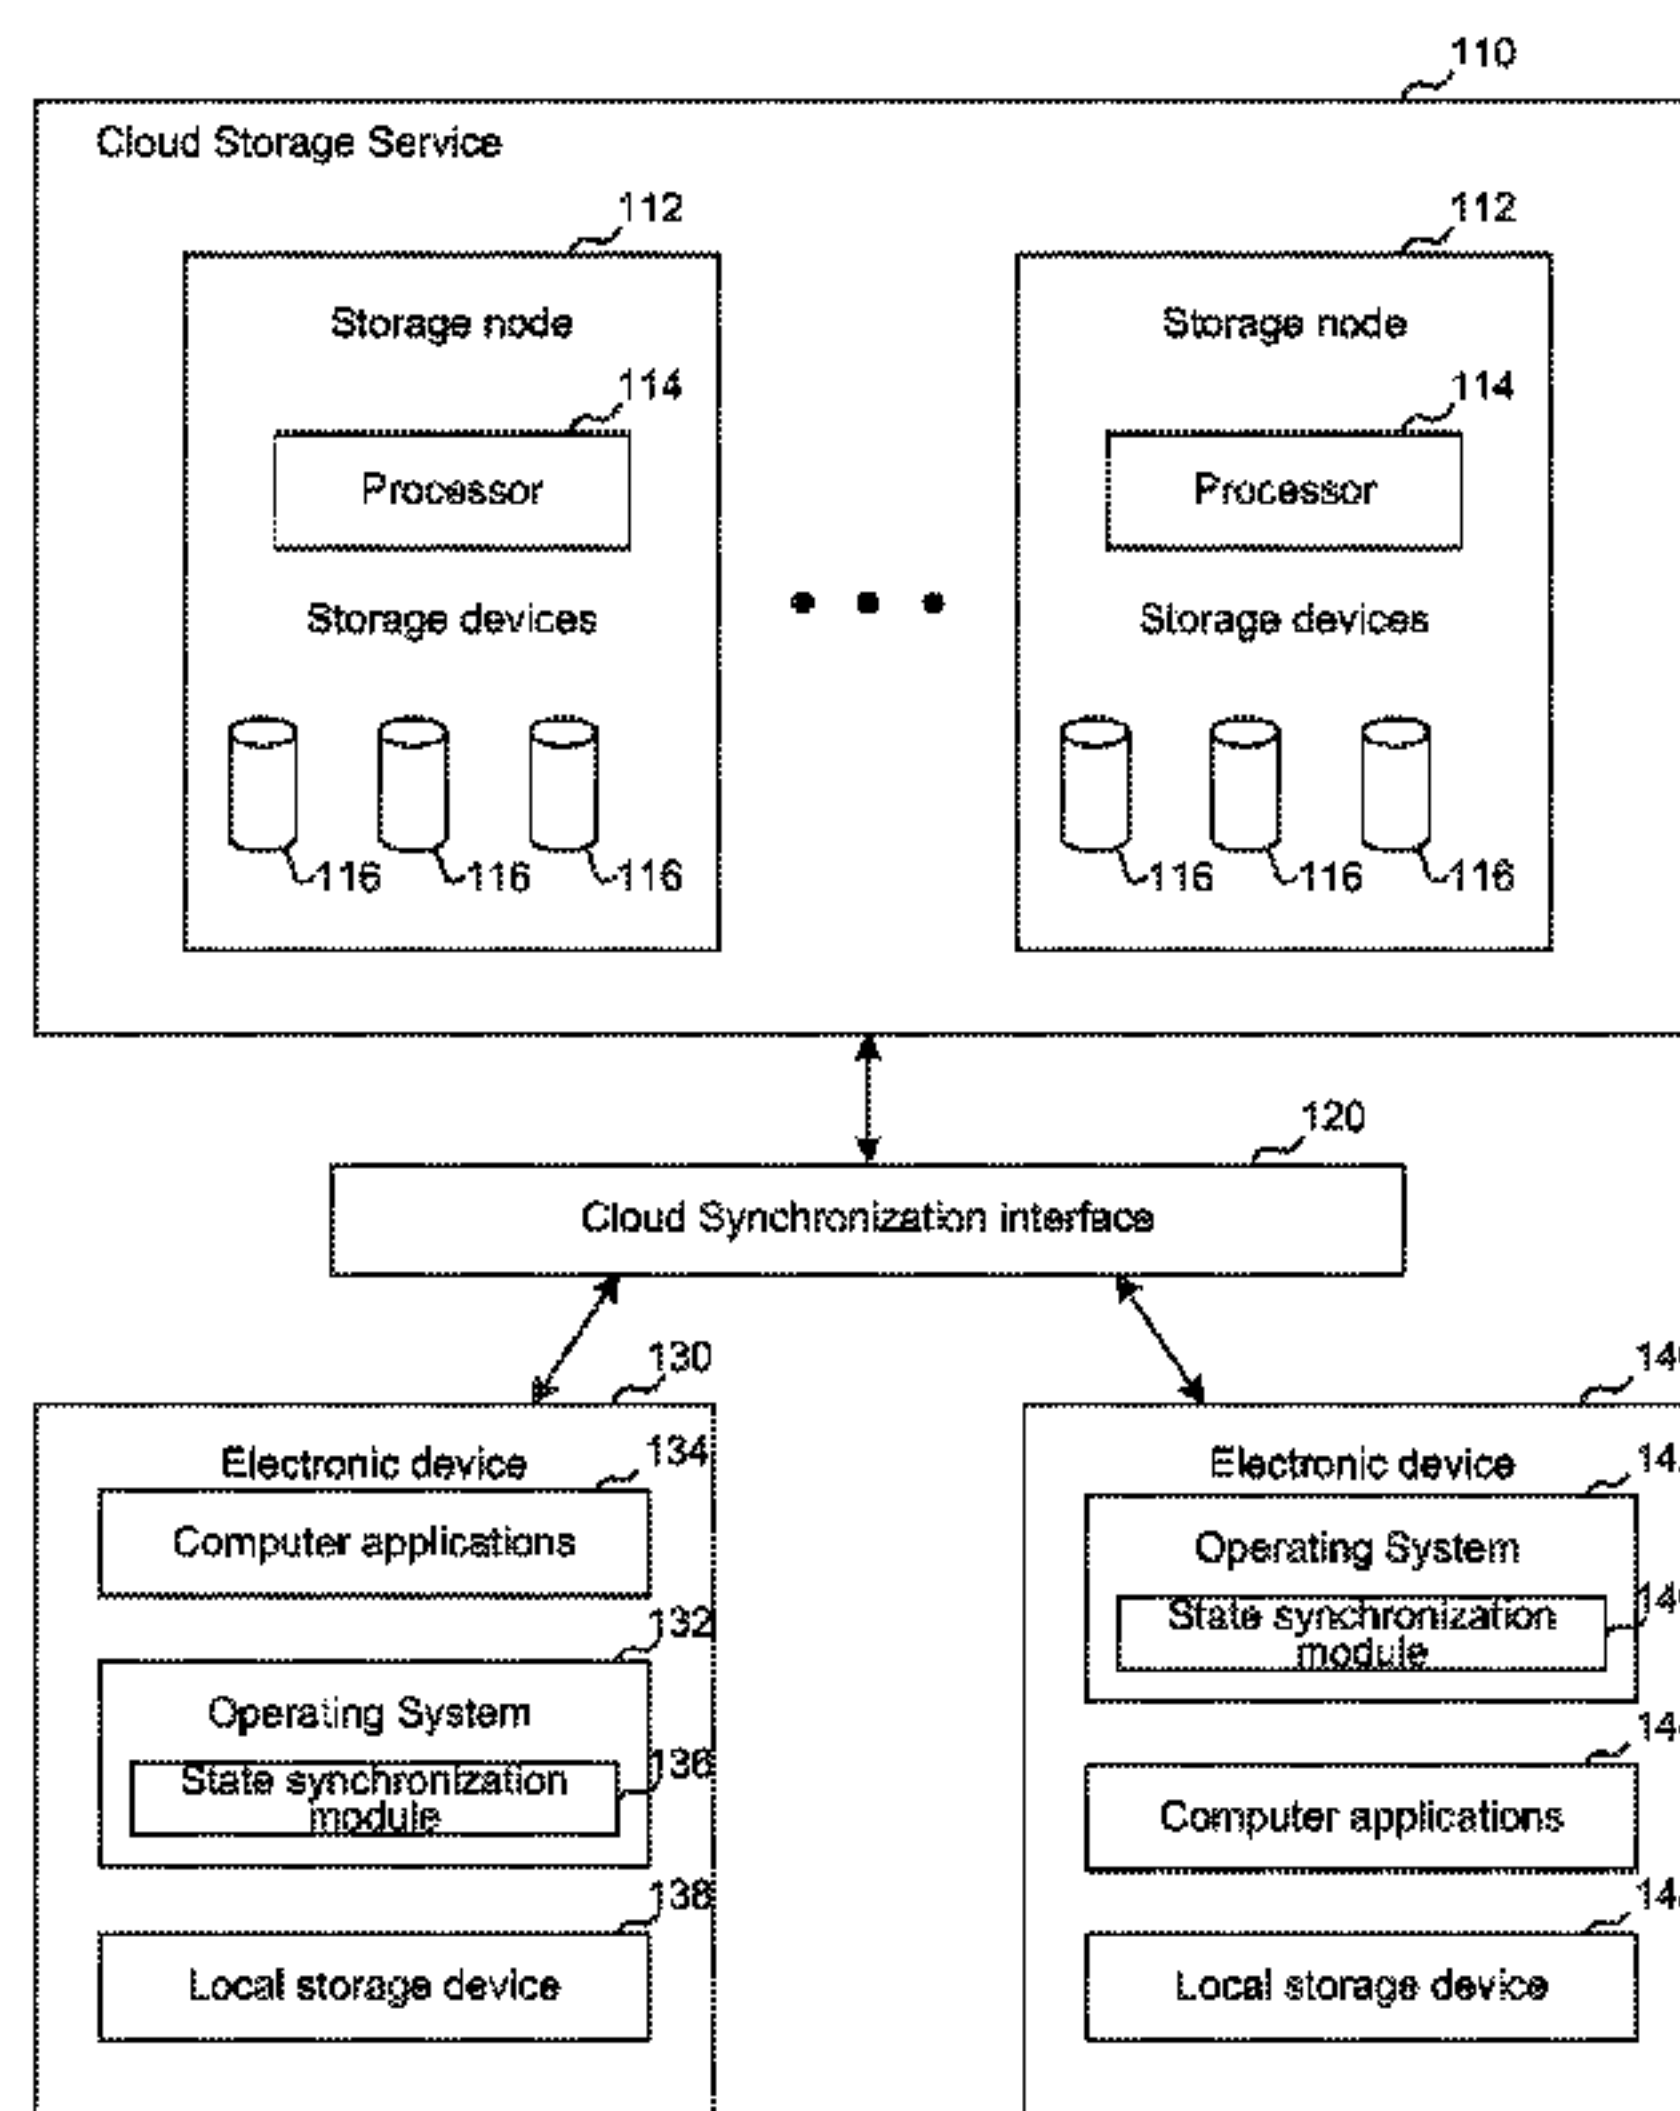 110
Cloud Storage Service
112
112
Storage node
Storage node
114
114
Processor
Processor
Storage devices
Storage devices
116 116 116
116 116 116
120
Cloud Synchronization interface
130
Electronic device
134
Computer applications
132
Operating System
136
State synchronization
module
138
Local storage device
Electronic device
Operating System
State synchronization
module
Computer applications
Local storage device